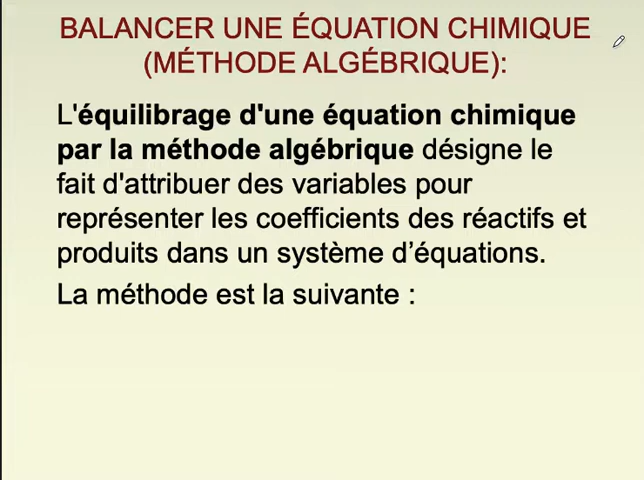 BALANCER UNE ÉQUATION CHIMIQUE
(MÉTHODE ALGÉBRIQUE):
L'équilibrage d'une équation chimique
par la méthode algébrique désigne le
fait d'attribuer des variables pour
représenter les coefficients des réactifs et
produits dans un système d’équations.
La méthode est la suivante :